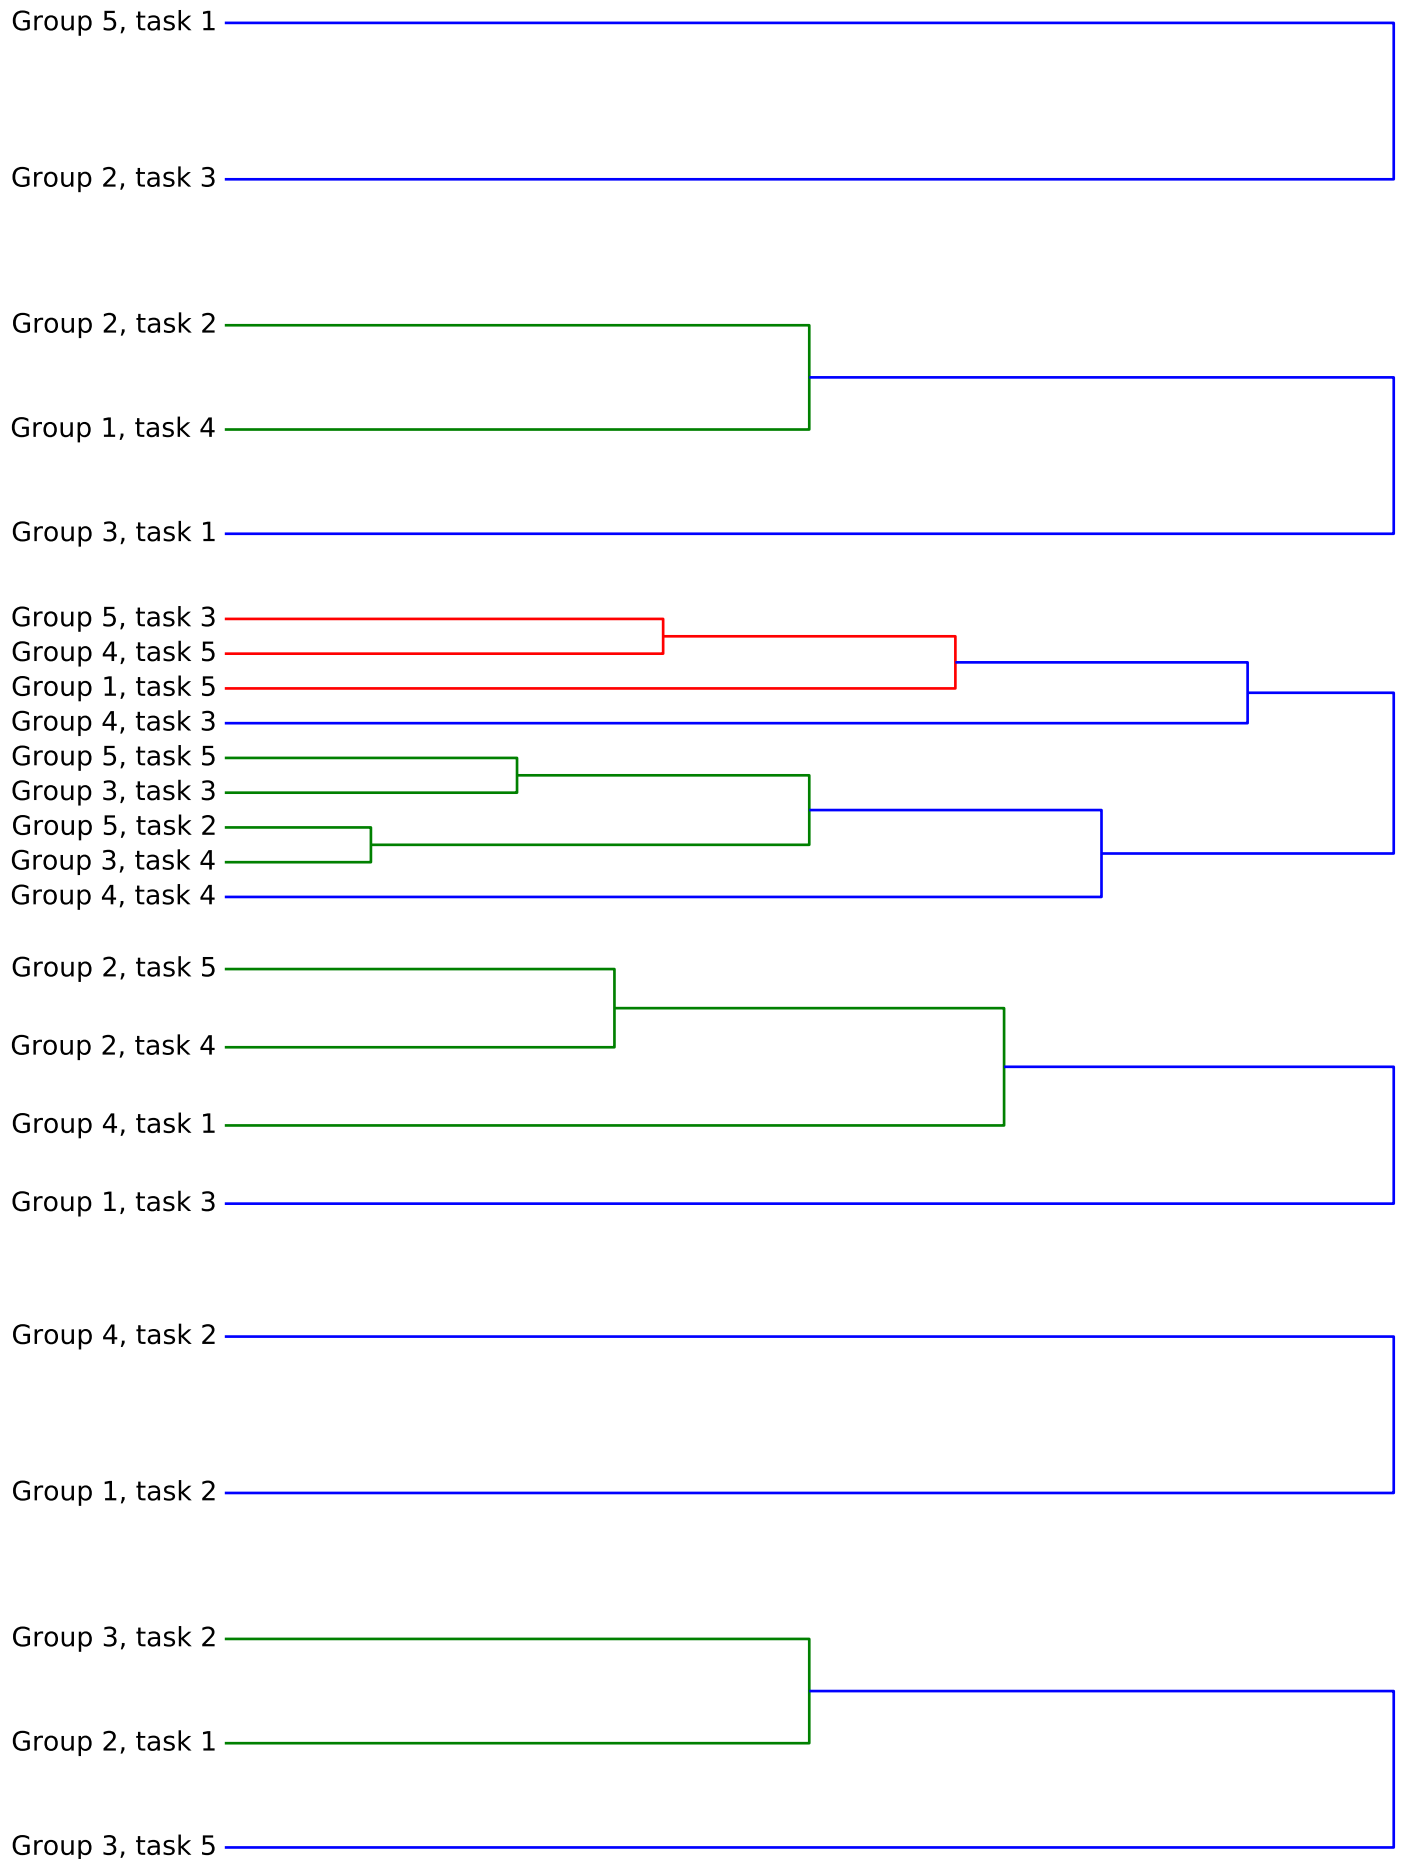 Group 5, task 1
Group 2, task 3
Group 2, task 2
Group 1, task 4
Group 3, task 1
Group 5, task 3
Group 4, task 5
Group 1, task 5
Group 4, task 3
Group 5, task 5
Group 3, task 3
Group 5, task 2
Group 3, task 4
Group 4, task 4
Group 2, task 5
Group 2, task 4
Group 4, task 1
Group 1, task 3
Group 4, task 2
Group 1, task 2
Group 3, task 2
Group 2, task 1
Group 3, task 5